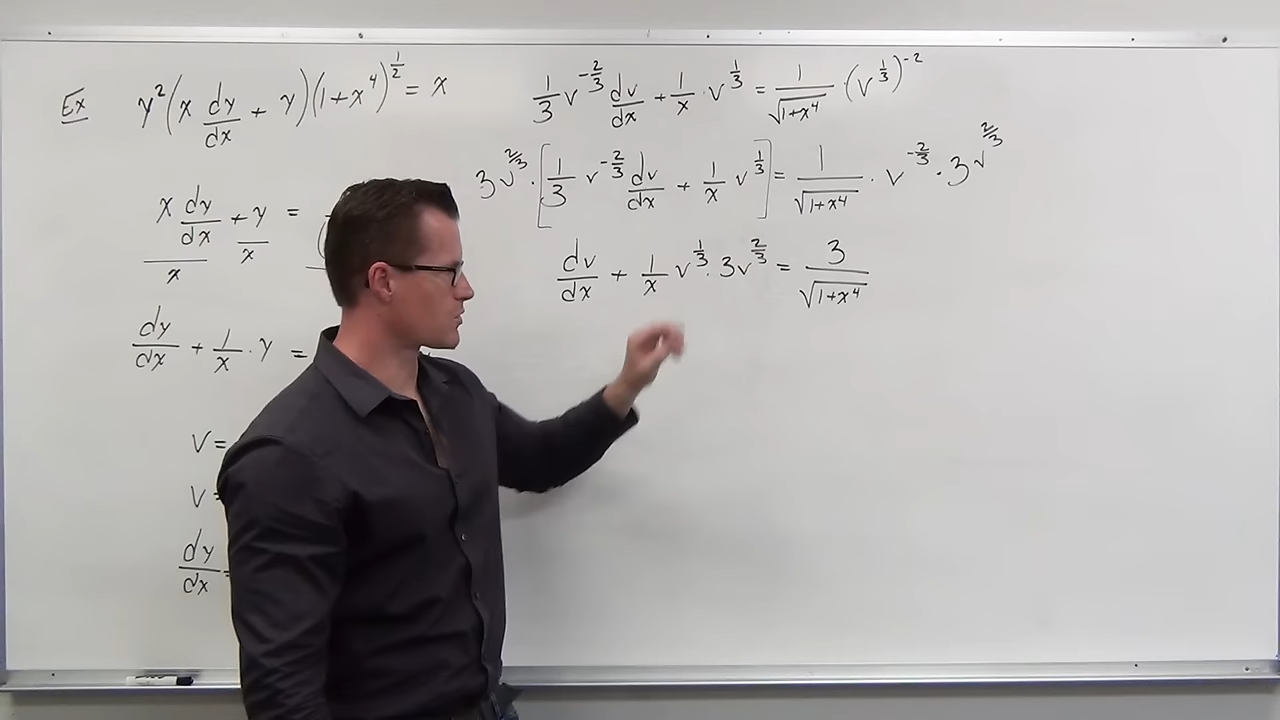 Ex y²(x dy/dx + y)(1+x⁴)^(1/2) = x
x dy/dx / x + y/x =
dy/dx + 1/x · y =
v =
v =
dy/dx =
1/3 v^(-2/3) dv/dx + 1/x · v^(1/3) = 1/√(1+x⁴) · (v^(1/3))^(-2)
3v^(2/3) · [1/3 v^(-2/3) dv/dx + 1/x v^(1/3)] = 1/√(1+x⁴) · v^(-2/3) · 3v^(2/3)
dv/dx + 1/x v^(1/3) · 3v^(2/3) = 3/√(1+x⁴)